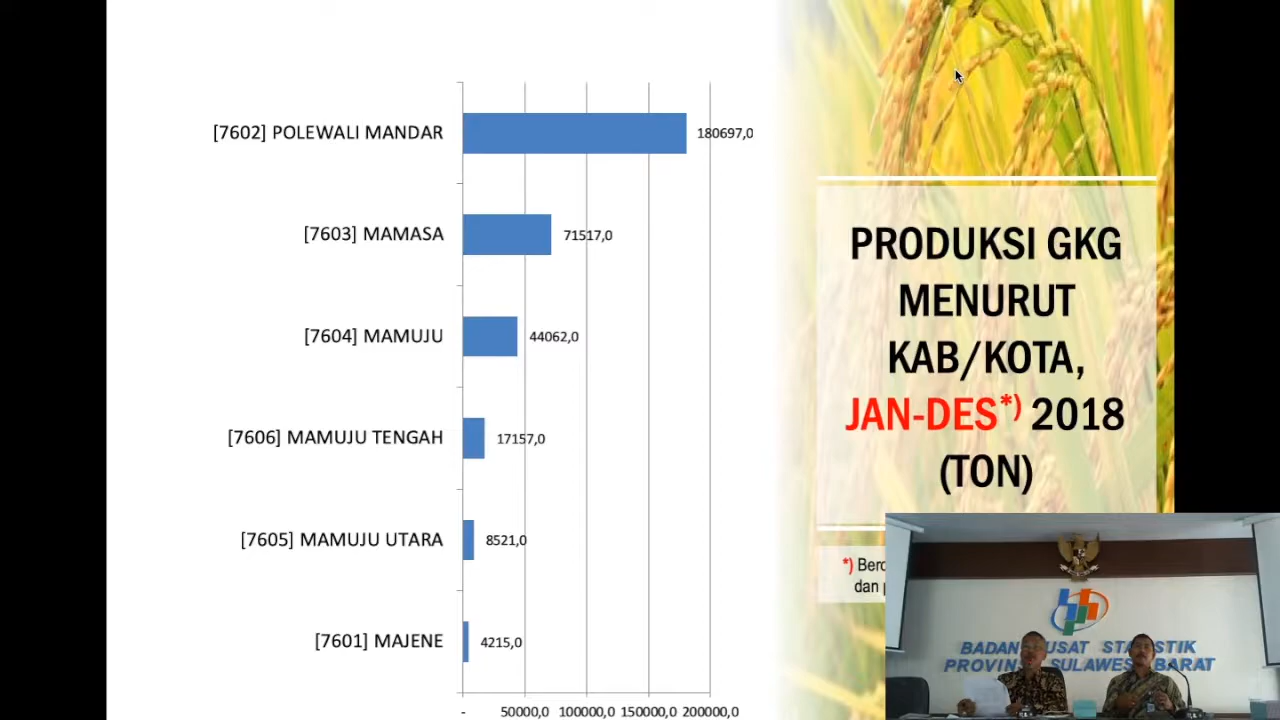 [7602] POLEWALI MANDAR
180697,0
[7603] MAMASA
71517,0
[7604] MAMUJU
44062,0
[7606] MAMUJU TENGAH
17157,0
[7605] MAMUJU UTARA
8521,0
[7601] MAJENE
4215,0
- 50000,0 100000,0 150000,0 200000,0
PRODUKSI GKG
MENURUT
KAB/KOTA,
JAN-DES*) 2018
(TON)
*)
dan
BADAN PUSAT STATISTIK
PROVINSI SULAWESI BARAT